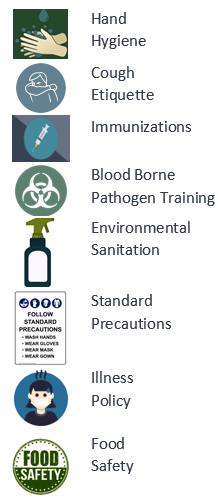 Hand
Hygiene
Cough
Etiquette
Immunizations
Blood Borne
Pathogen Training
Environmental
Sanitation
FOLLOW
STANDARD
PRECAUTIONS
• WASH HANDS
• WEAR GLOVES
• WEAR MASK
• WEAR GOWN
Standard
Precautions
Illness
Policy
FOOD
SAFETY
Food
Safety